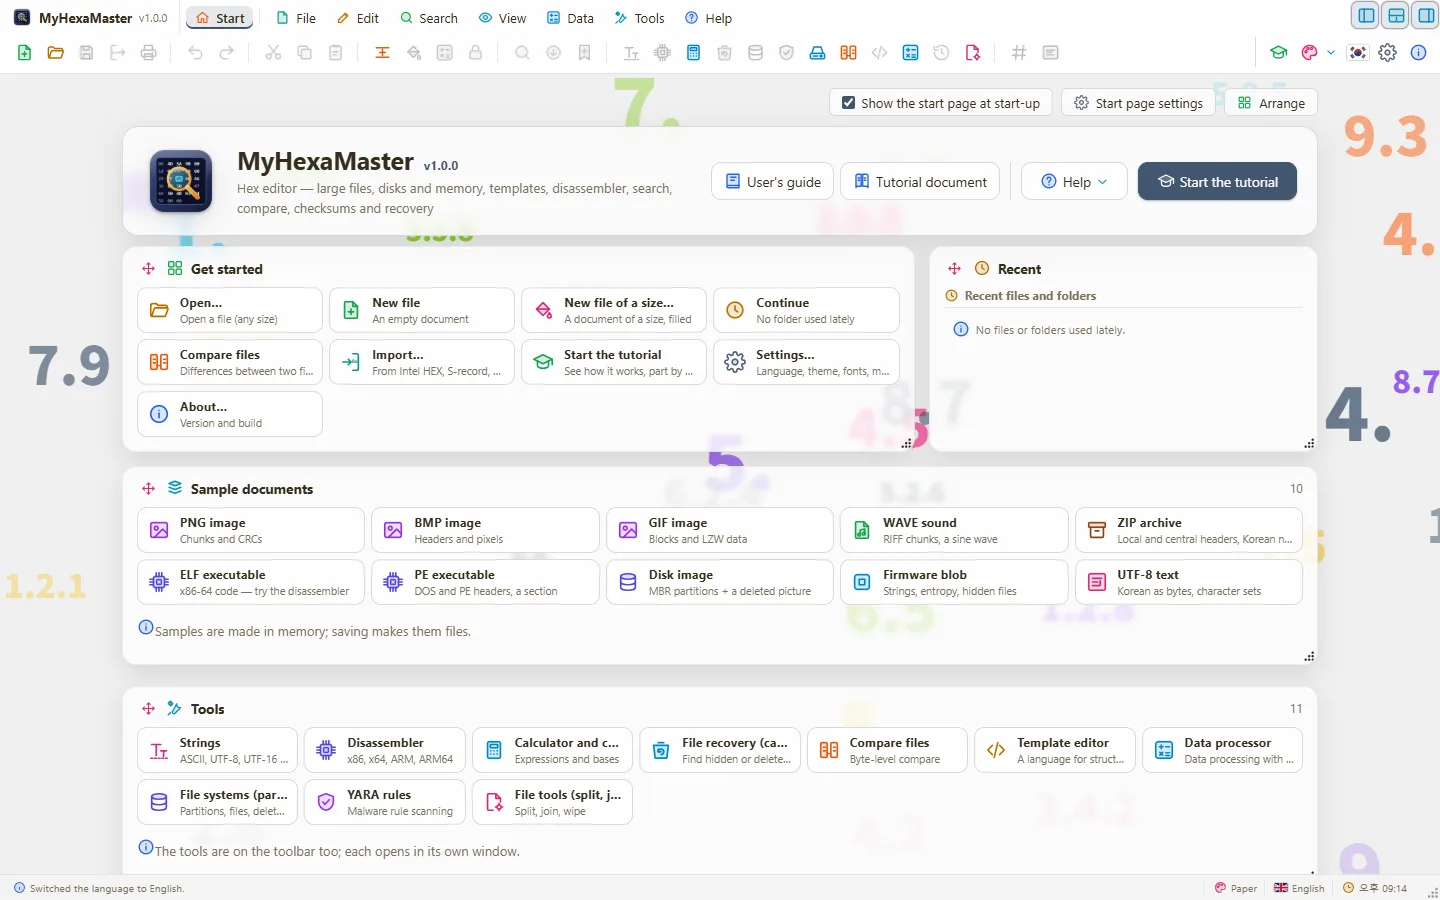 MyHexaMaster v1.0.0 Start File Edit Search View Data Tools Help
Show the start page at start-up Start page settings Arrange
MyHexaMaster v1.0.0
Hex editor — large files, disks and memory, templates, disassembler, search,
compare, checksums and recovery
User's guide Tutorial document Help Start the tutorial
Get started
Open...
Open a file (any size)
New file
An empty document
New file of a size...
A document of a size, filled
Continue
No folder used lately
Compare files
Differences between two fi...
Import...
From Intel HEX, S-record, ...
Start the tutorial
See how it works, part by ...
Settings...
Language, theme, fonts, m...
About...
Version and build
Recent
Recent files and folders
No files or folders used lately.
Sample documents 10
PNG image
Chunks and CRCs
BMP image
Headers and pixels
GIF image
Blocks and LZW data
WAVE sound
RIFF chunks, a sine wave
ZIP archive
Local and central headers, Korean n...
ELF executable
x86-64 code — try the disassembler
PE executable
DOS and PE headers, a section
Disk image
MBR partitions + a deleted picture
Firmware blob
Strings, entropy, hidden files
UTF-8 text
Korean as bytes, character sets
Samples are made in memory; saving makes them files.
Tools 11
Strings
ASCII, UTF-8, UTF-16 ...
Disassembler
x86, x64, ARM, ARM64
Calculator and c...
Expressions and bases
File recovery (ca...
Find hidden or delete...
Compare files
Byte-level compare
Template editor
A language for struct...
Data processor
Data processing with ...
File systems (par...
Partitions, files, delet...
YARA rules
Malware rule scanning
File tools (split, j...
Split, join, wipe
The tools are on the toolbar too; each opens in its own window.
Switched the language to English. Paper English 오후 09:14
7.
9.3
4.
7.9
8.7
4.
8.7
4.5
5.
1.2.1
6.5
9